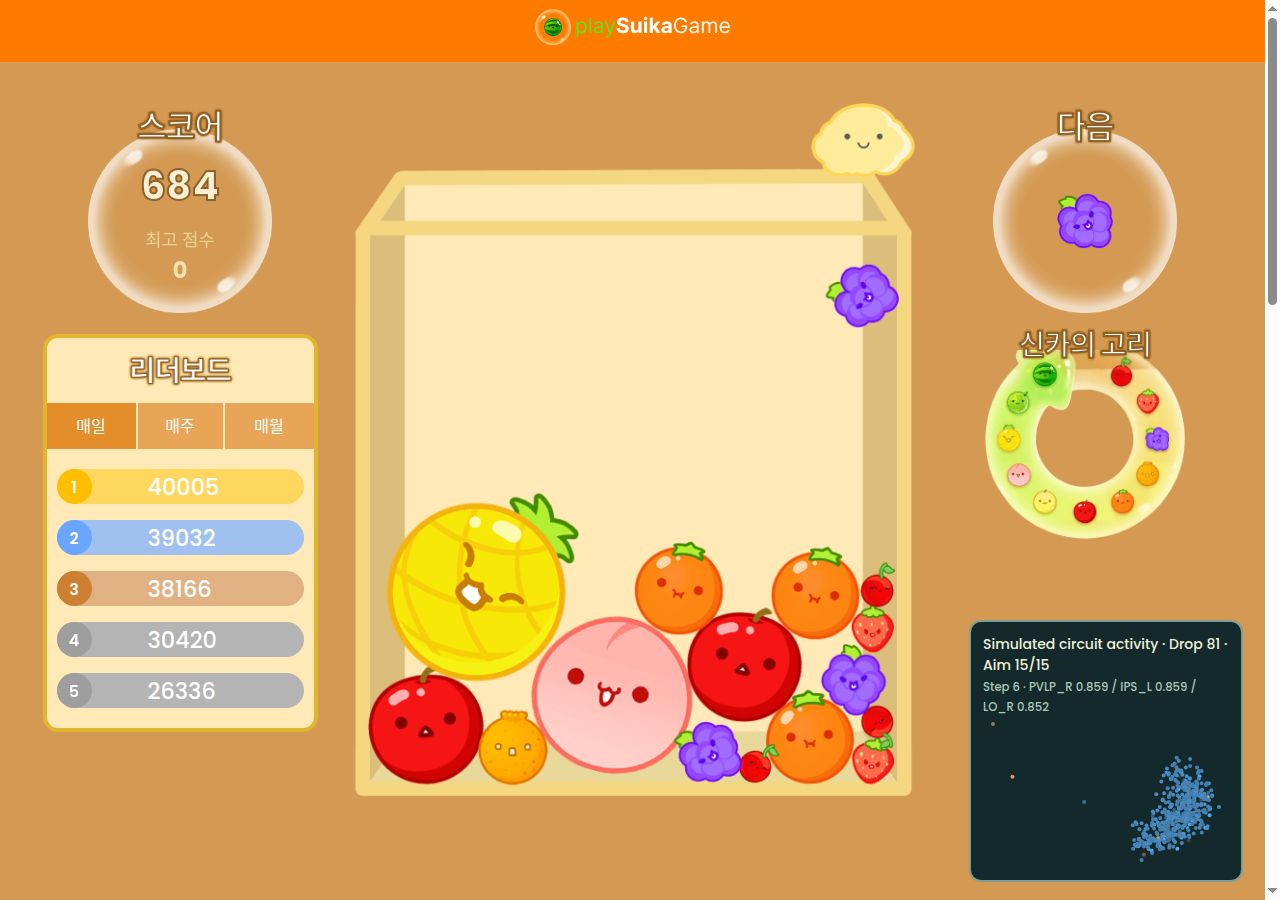 playSuikaGame
스코어
684
최고 점수
0
리더보드
매일 매주 매월
1 40005
2 39032
3 38166
4 30420
5 26336
다음
신카의 고리
Simulated circuit activity · Drop 81 ·
Aim 15/15
Step 6 · PVLP_R 0.859 / IPS_L 0.859 /
LO_R 0.852